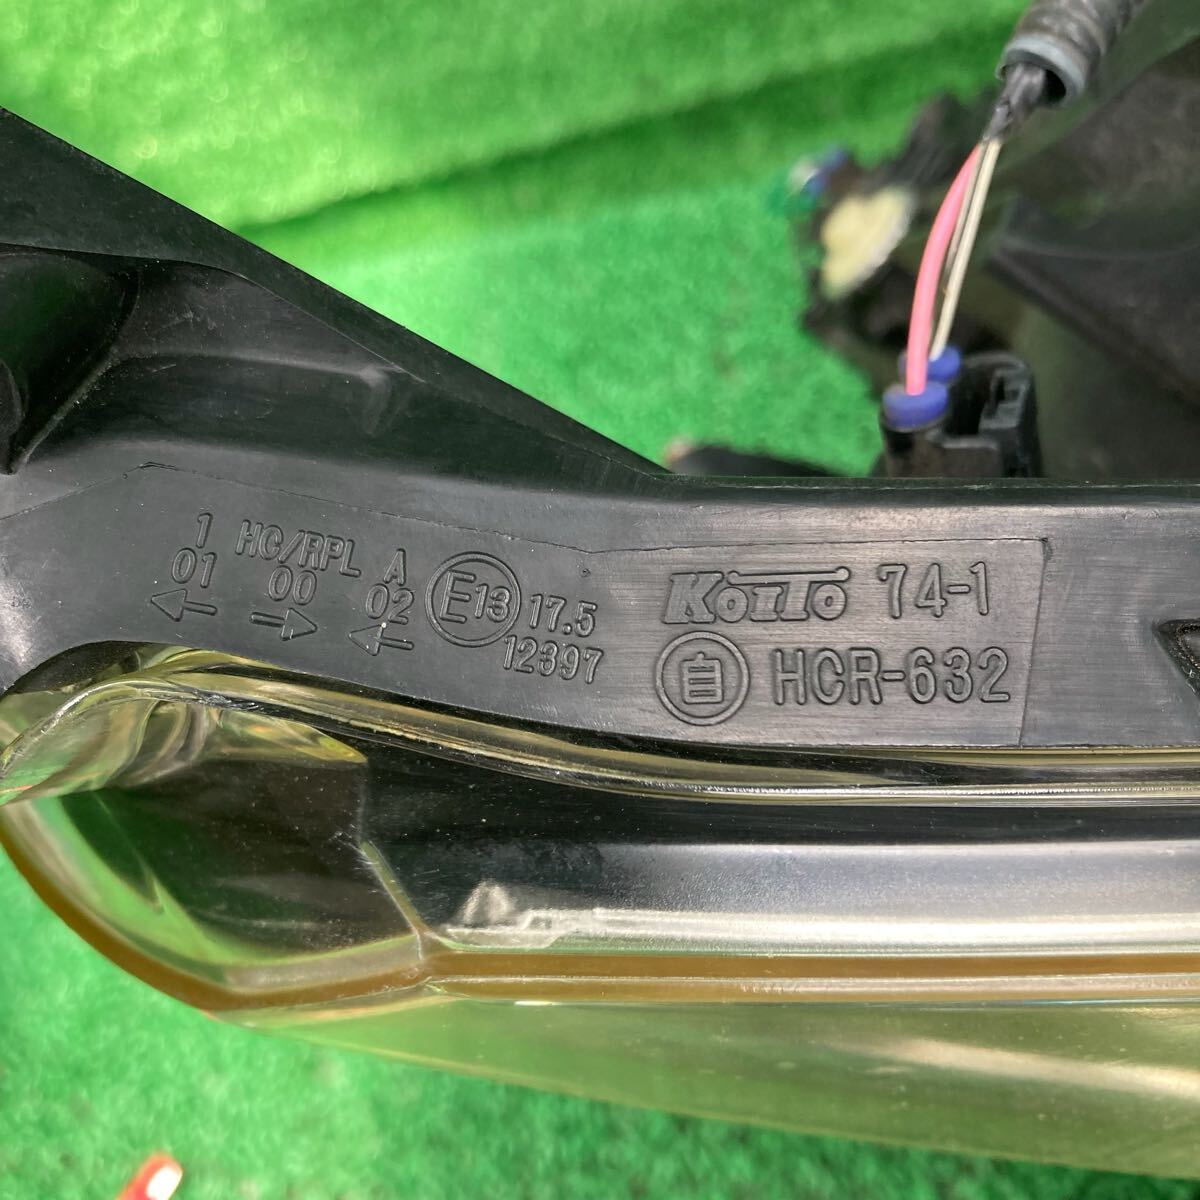 1 HC/RPL A
01 00 02
E13 17.5
12397
KOITO 74-1
自 HCR-632